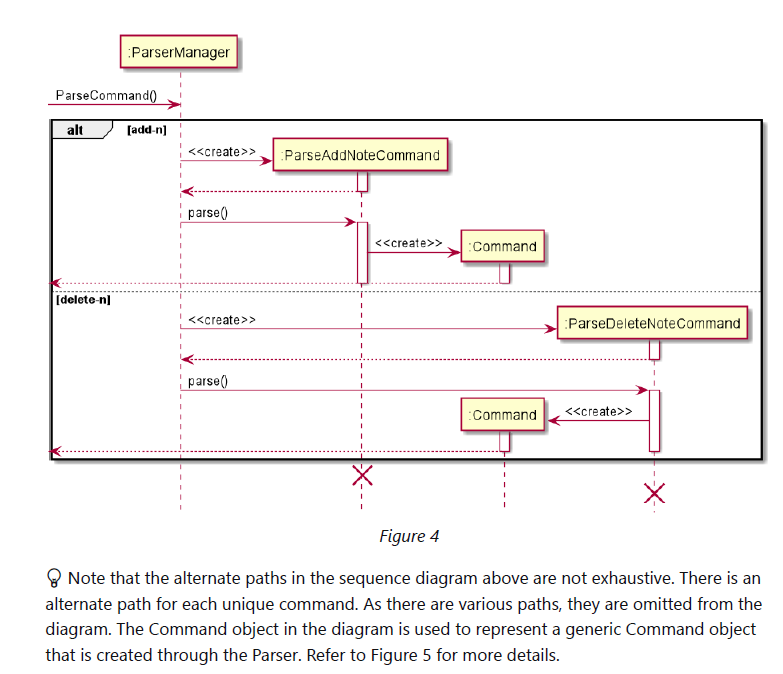 :ParserManager
ParseCommand()
alt [add-n]
<<create>> :ParseAddNoteCommand
parse()
<<create>> :Command
[delete-n]
<<create>> :ParseDeleteNoteCommand
parse()
:Command <<create>>
Figure 4
Note that the alternate paths in the sequence diagram above are not exhaustive. There is an
alternate path for each unique command. As there are various paths, they are omitted from the
diagram. The Command object in the diagram is used to represent a generic Command object
that is created through the Parser. Refer to Figure 5 for more details.